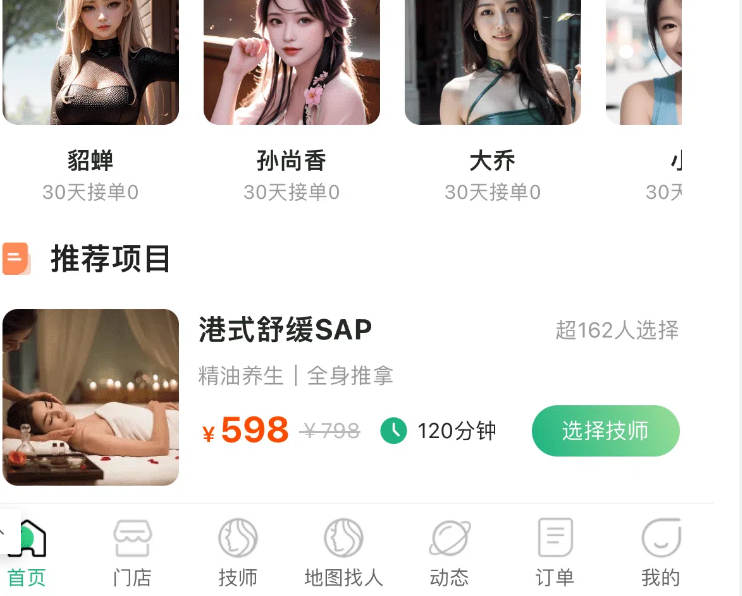 貂蝉
孙尚香
大乔
30天接单0
30天接单0
30天接单0
30天
推荐项目
港式舒缓SAP
超162人选择
精油养生｜全身推拿
¥598
¥798
120分钟
选择技师
首页
门店
技师
地图找人
动态
订单
我的